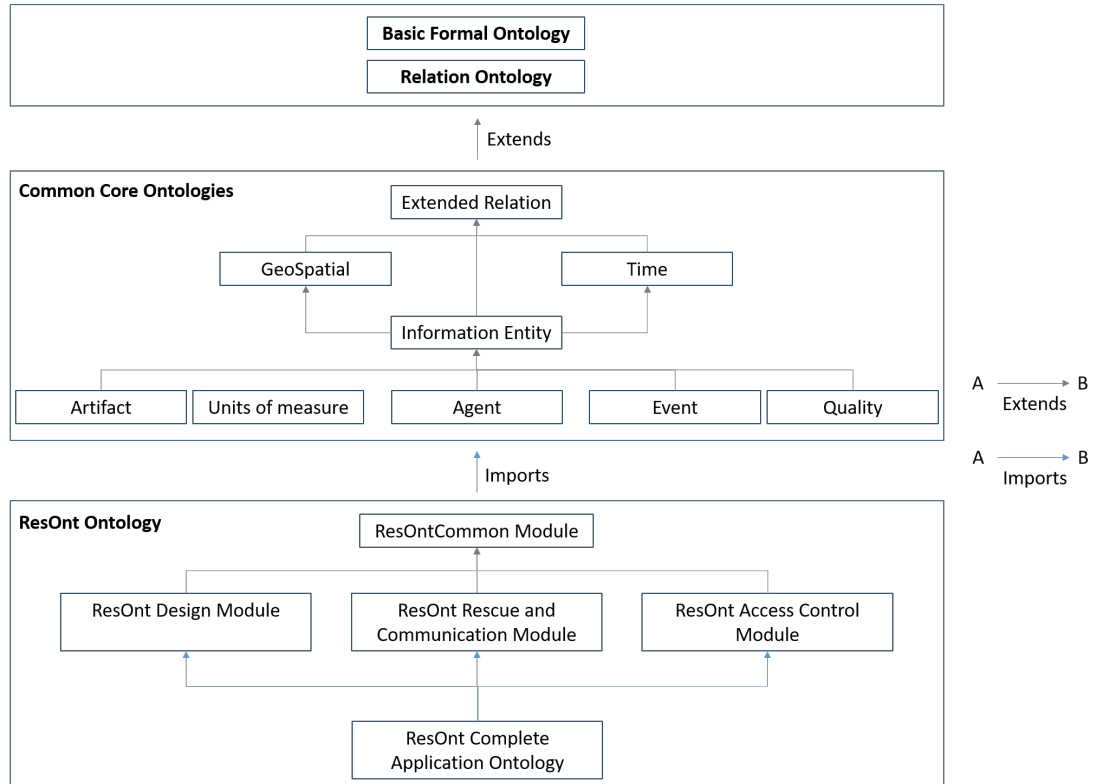 Basic Formal Ontology
Relation Ontology
Extends
Common Core Ontologies
Extended Relation
GeoSpatial
Time
Information Entity
Artifact
Units of measure
Agent
Event
Quality
A
B
Extends
A
B
Imports
Imports
ResOnt Ontology
ResOntCommon Module
ResOnt Design Module
ResOnt Rescue and
Communication Module
ResOnt Access Control
Module
ResOnt Complete
Application Ontology